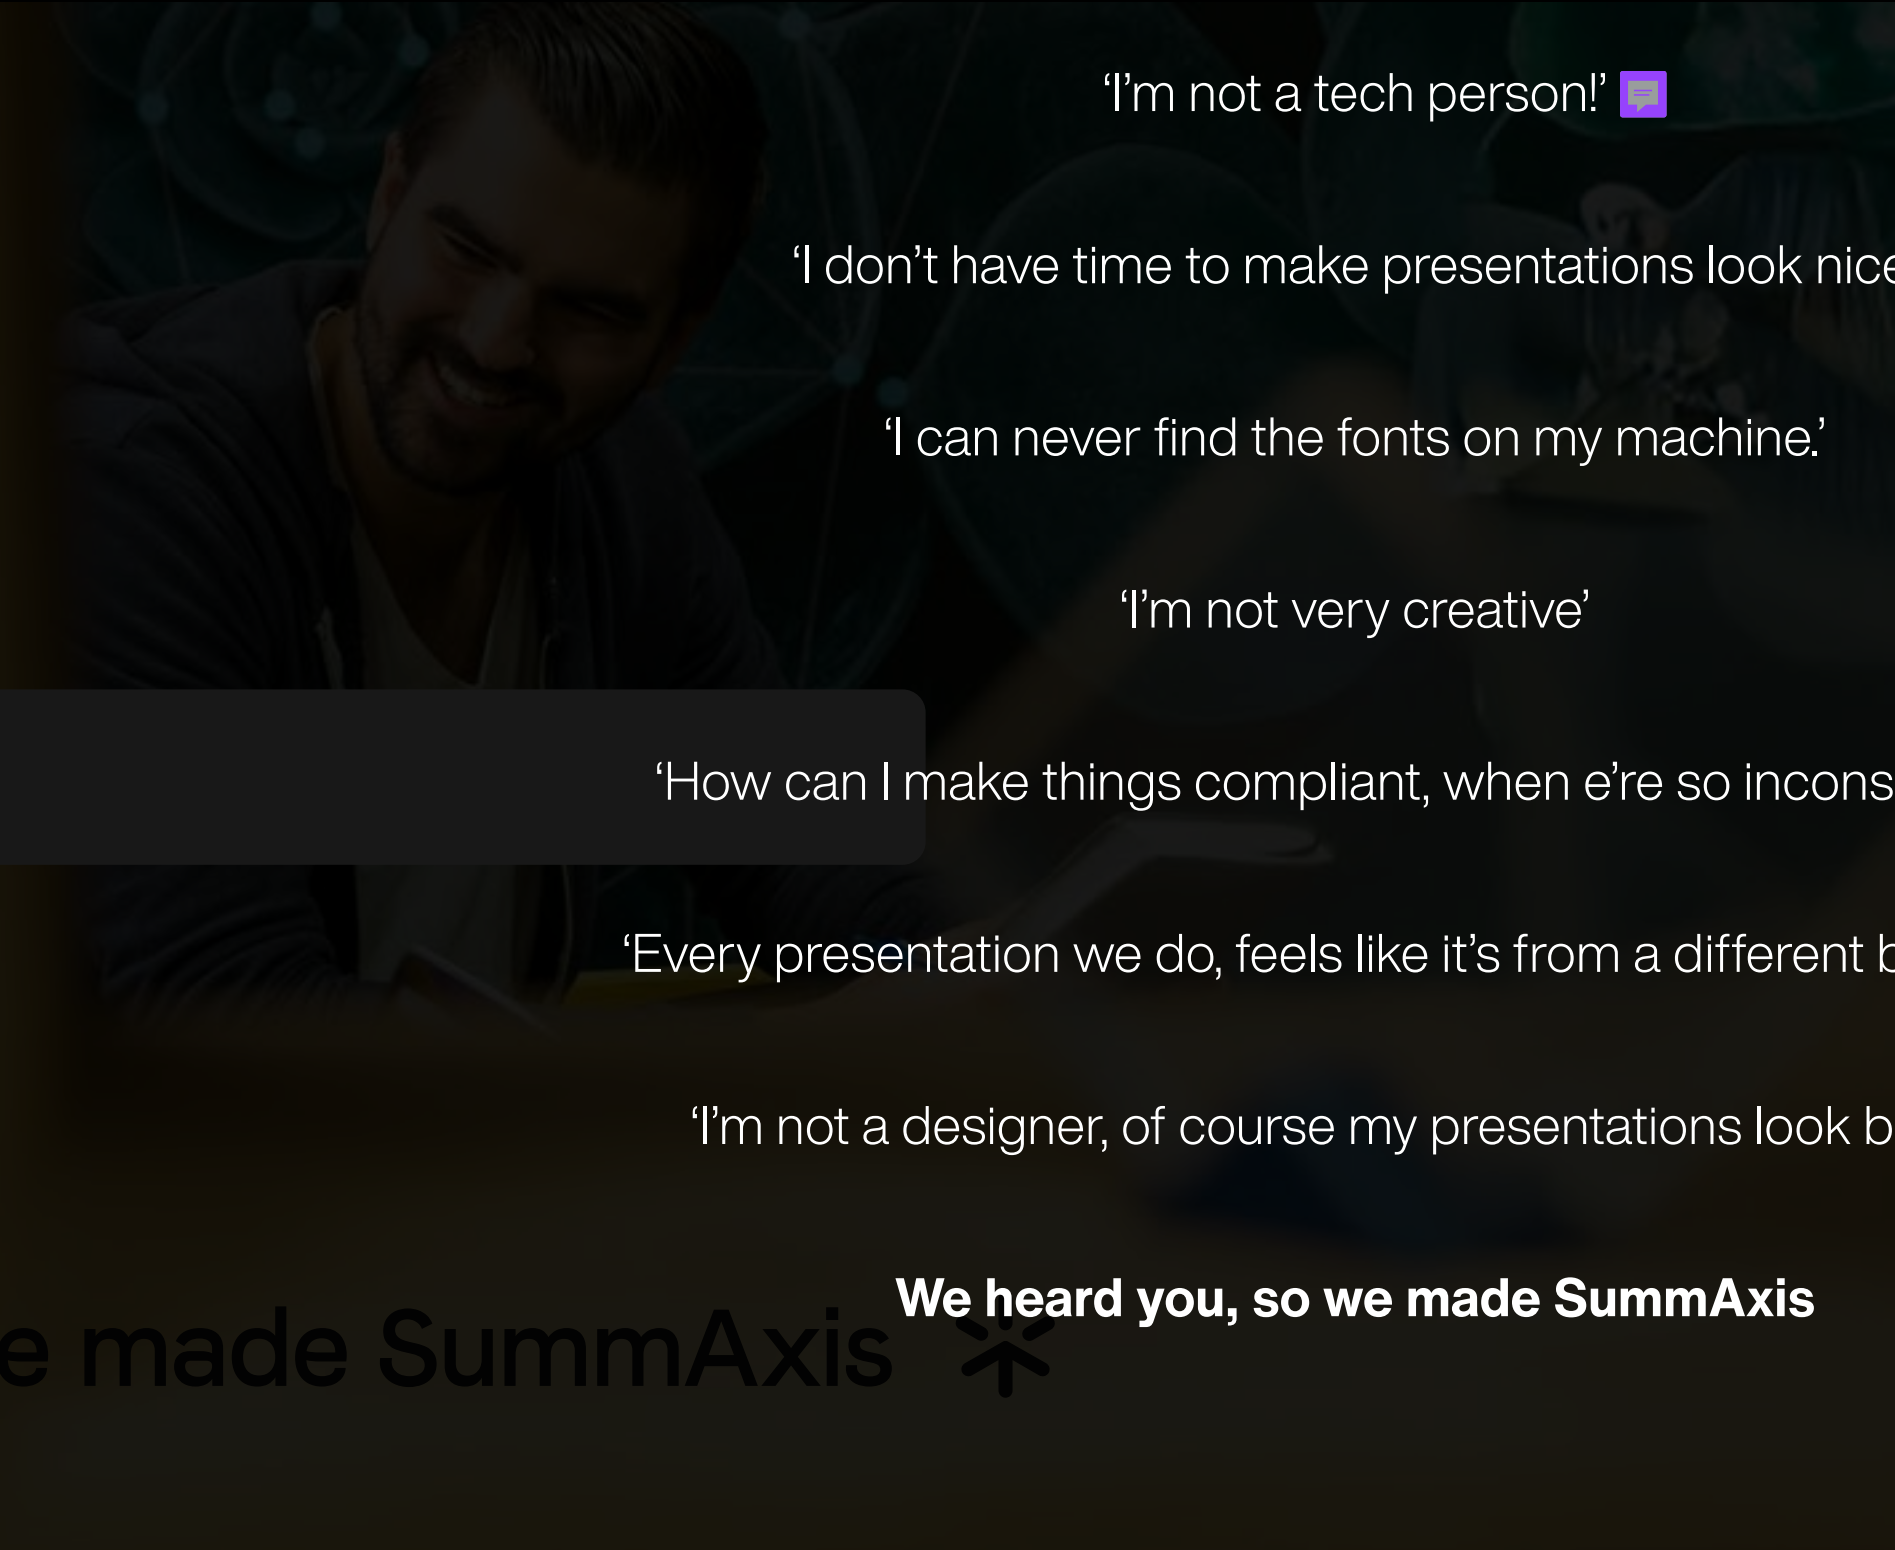 ‘I’m not a tech person!’
‘I don’t have time to make presentations look nice
‘I can never find the fonts on my machine.’
‘I’m not very creative’
‘How can I make things compliant, when e’re so incons
‘Every presentation we do, feels like it’s from a different b
‘I’m not a designer, of course my presentations look b
We heard you, so we made SummAxis
e made SummAxis